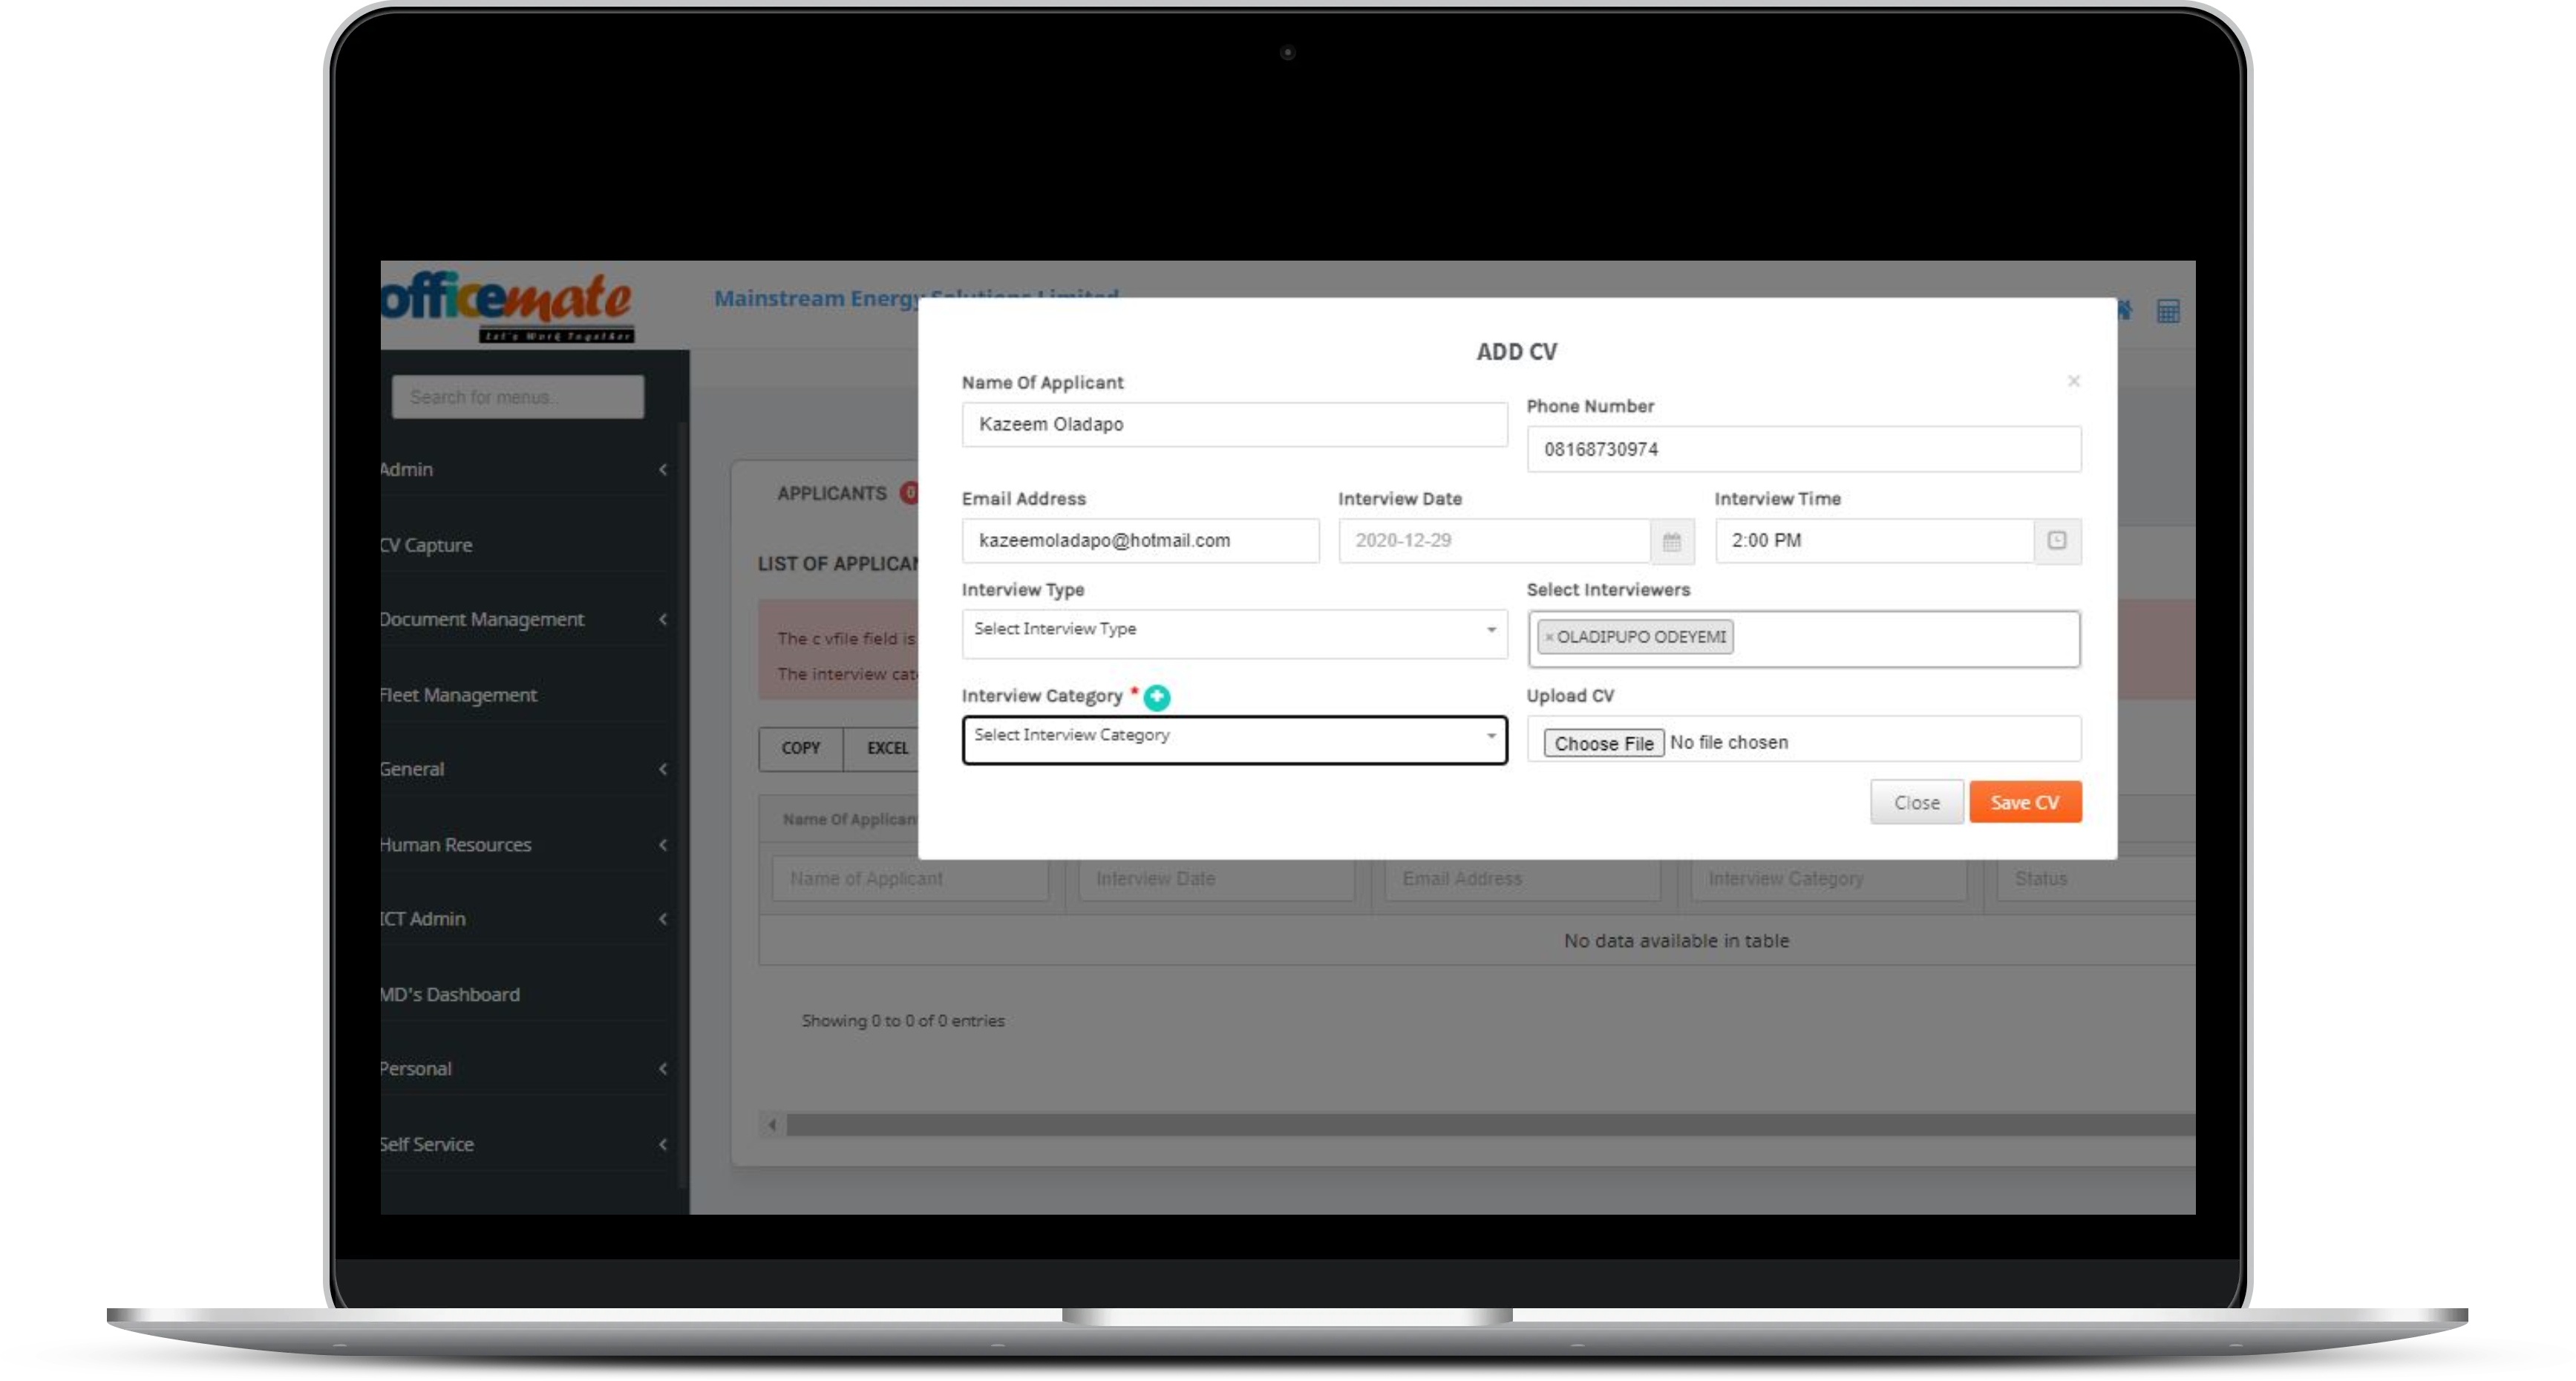 officemate
Let's Work Together
Mainstream Energy Solutions Limited
Search for menus..
Admin
CV Capture
Document Management
Fleet Management
General
Human Resources
ICT Admin
MD's Dashboard
Personal
Self Service
APPLICANTS 0
LIST OF APPLICAN
The c vfile field is
The interview cat
COPY EXCEL
Name Of Applican
Name of Applicant Interview Date Email Address Interview Category Status
No data available in table
Showing 0 to 0 of 0 entries
ADD CV
×
Name Of Applicant
Kazeem Oladapo
Phone Number
08168730974
Email Address Interview Date Interview Time
kazeemoladapo@hotmail.com 2020-12-29 2:00 PM
Interview Type Select Interviewers
Select Interview Type ×OLADIPUPO ODEYEMI
Interview Category * Upload CV
Select Interview Category Choose File No file chosen
Close Save CV